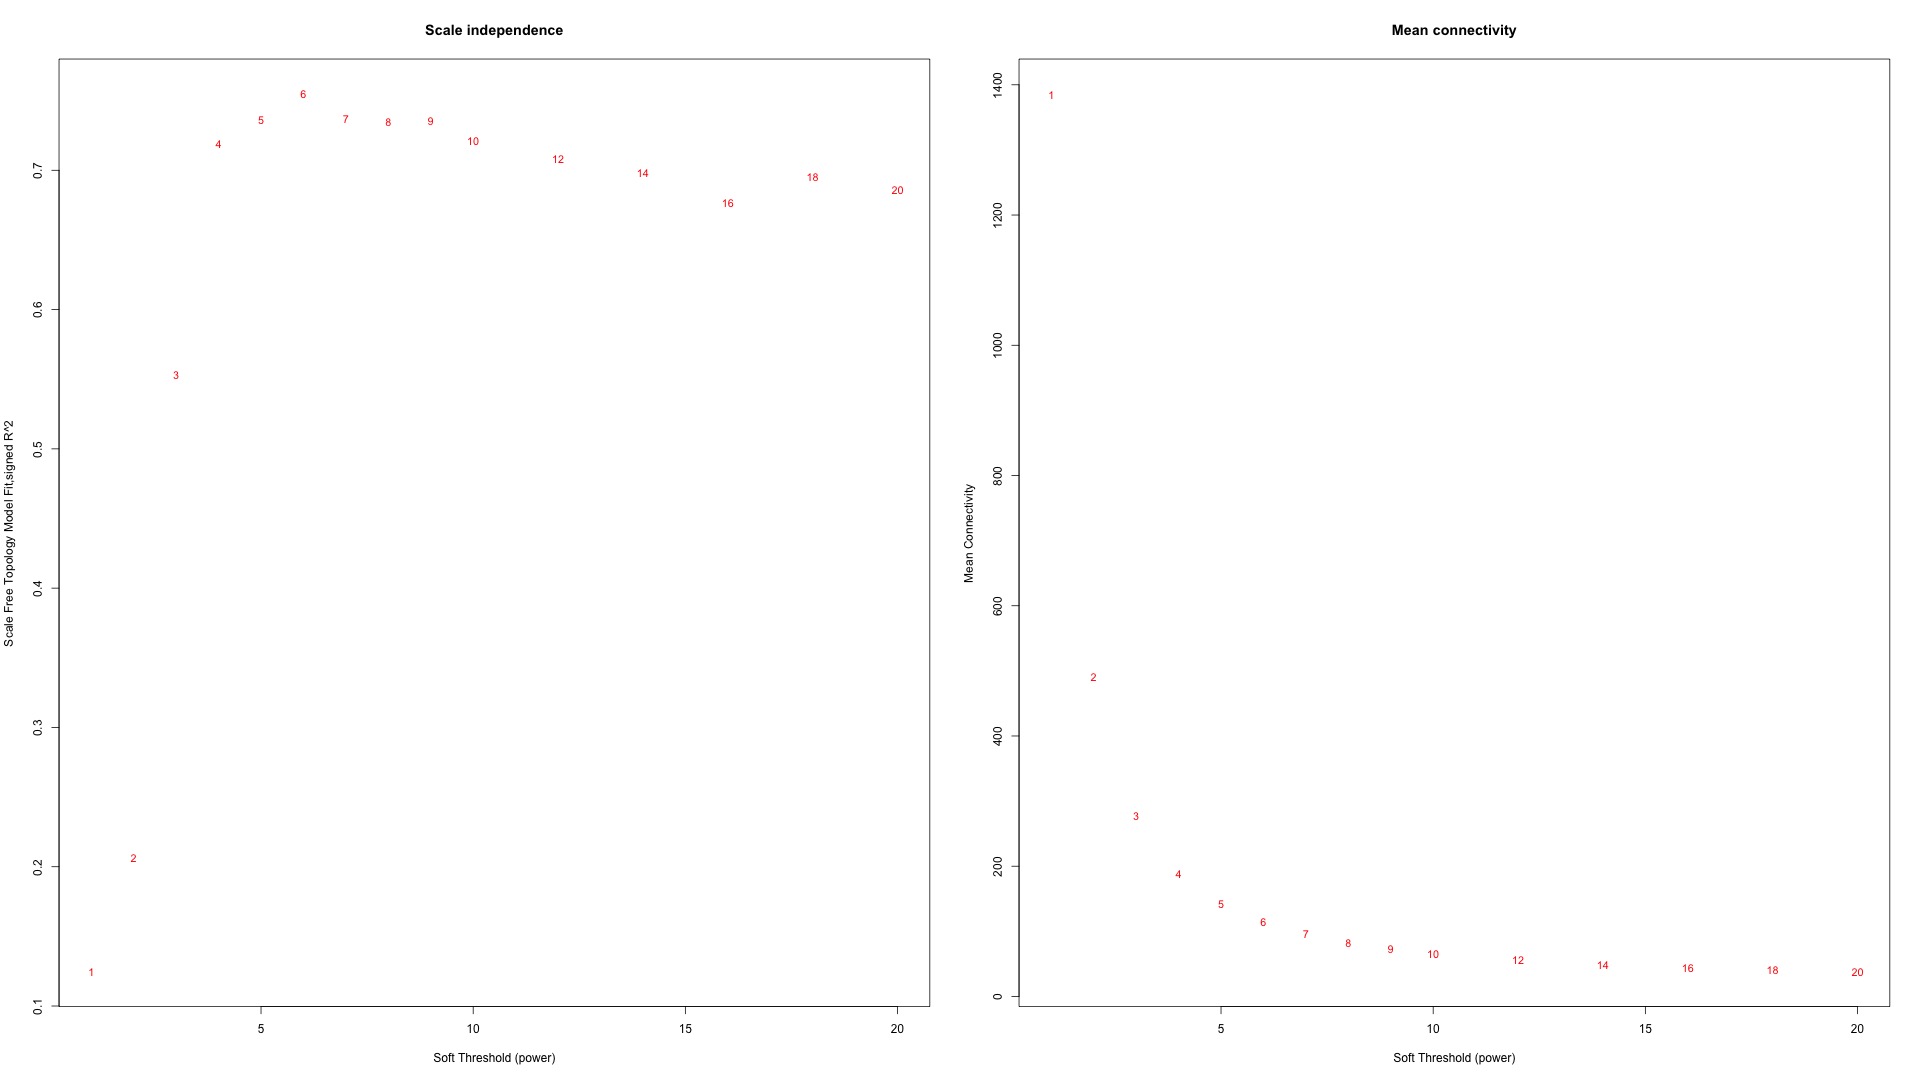 Scale independence
Scale Free Topology Model Fit,signed R^2
0.1 0.2 0.3 0.4 0.5 0.6 0.7
1 2 3 4 5 6 7 8 9 10 12 14 16 18 20
5 10 15 20
Soft Threshold (power)
Mean connectivity
Mean Connectivity
0 200 400 600 800 1000 1200 1400
1 2 3 4 5 6 7 8 9 10 12 14 16 18 20
5 10 15 20
Soft Threshold (power)